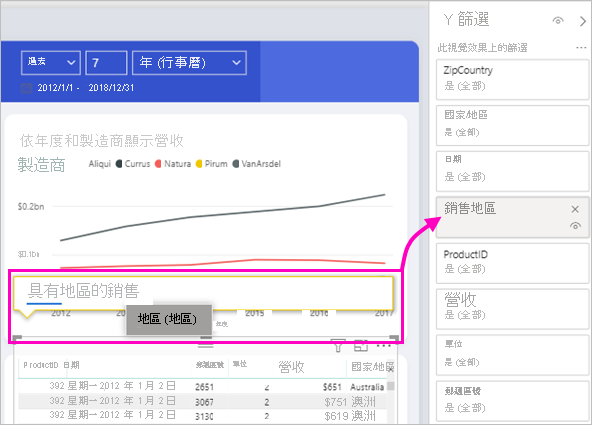 過去
7
年 (行事曆)
2012/1/1 - 2018/12/31
依年度和製造商顯示營收
製造商
Aliqui Currus Natura Pirum VanArsdel
$0.2bn
$0.1bn
具有地區的銷售
地區 (地區)
2012
2015
2016
2017
年度
ProductID 日期 郵遞區號 單位 營收 國家/地區
392 星期一 2012 年 1 月 2 日 2651 2 $651 Australia
392 星期一 2012 年 1 月 2 日 3067 2 $751 澳洲
392 星期一 2012 年 1 月 2 日 3130 2 $619 澳洲
Y 篩選
此視覺效果上的篩選
ZipCountry
是 (全部)
國家/地區
是 (全部)
日期
是 (全部)
銷售地區
ProductID
是 (全部)
營收
是 (全部)
單位
是 (全部)
郵遞區號
是 (全部)